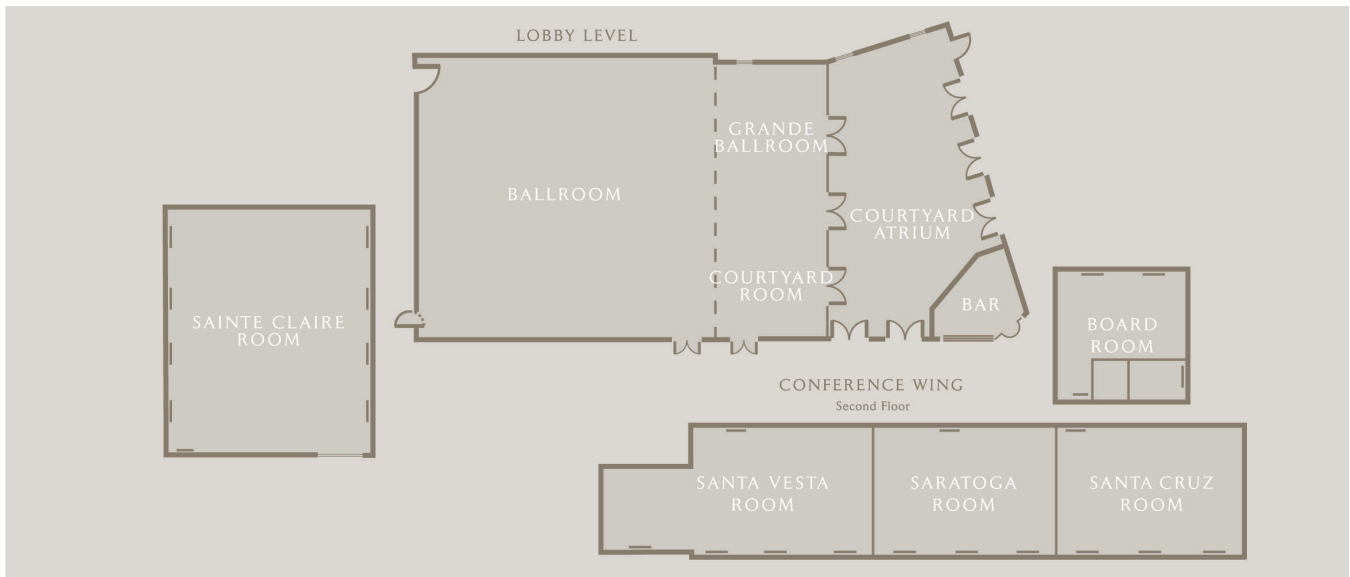 LOBBY LEVEL
GRANDE
BALLROOM
BALLROOM
COURTYARD
ATRIUM
COURTYARD
ROOM
BAR
SAINTE CLAIRE
ROOM
BOARD
ROOM
CONFERENCE WING
Second Floor
SANTA VESTA
ROOM
SARATOGA
ROOM
SANTA CRUZ
ROOM